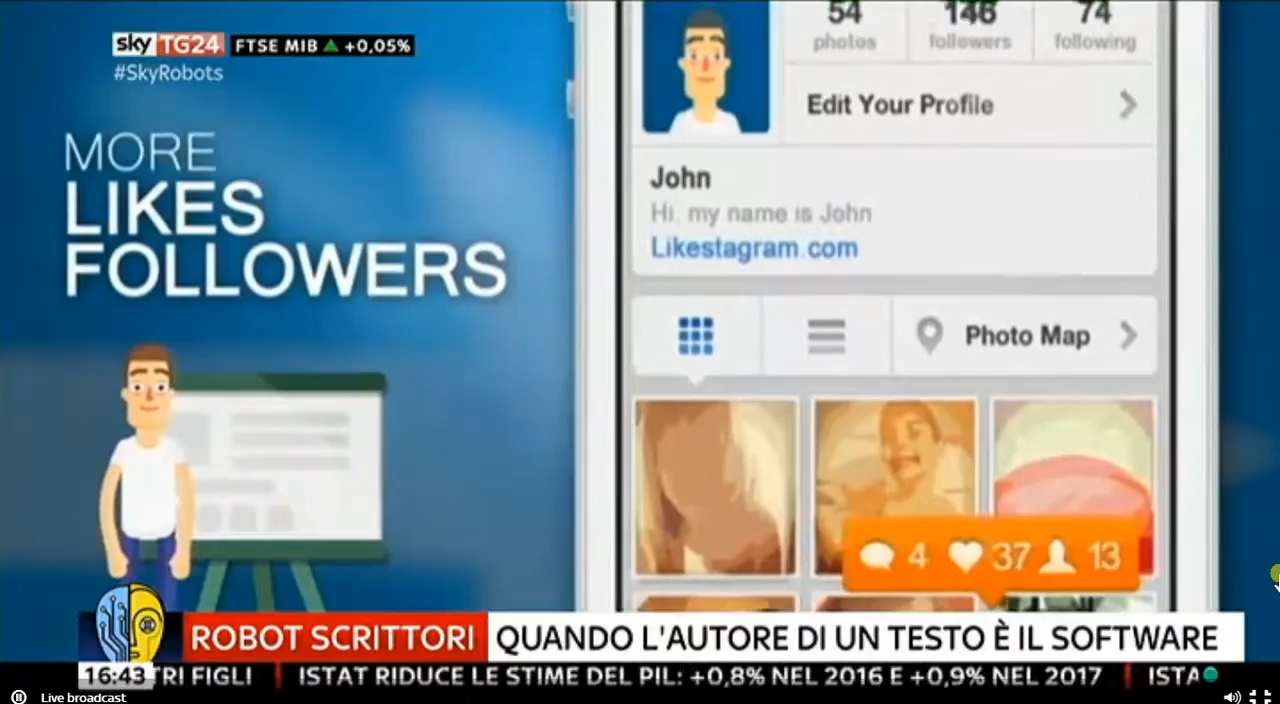 sky TG24 FTSE MIB +0,05%
#SkyRobots
MORE
LIKES
FOLLOWERS
54 146 74
photos followers following
Edit Your Profile
John
Hi, my name is John
Likestagram.com
Photo Map
4 37 13
ROBOT SCRITTORI QUANDO L'AUTORE DI UN TESTO È IL SOFTWARE
16:43 TRI FIGLI ISTAT RIDUCE LE STIME DEL PIL: +0,8% NEL 2016 E +0,9% NEL 2017 ISTA
Live broadcast